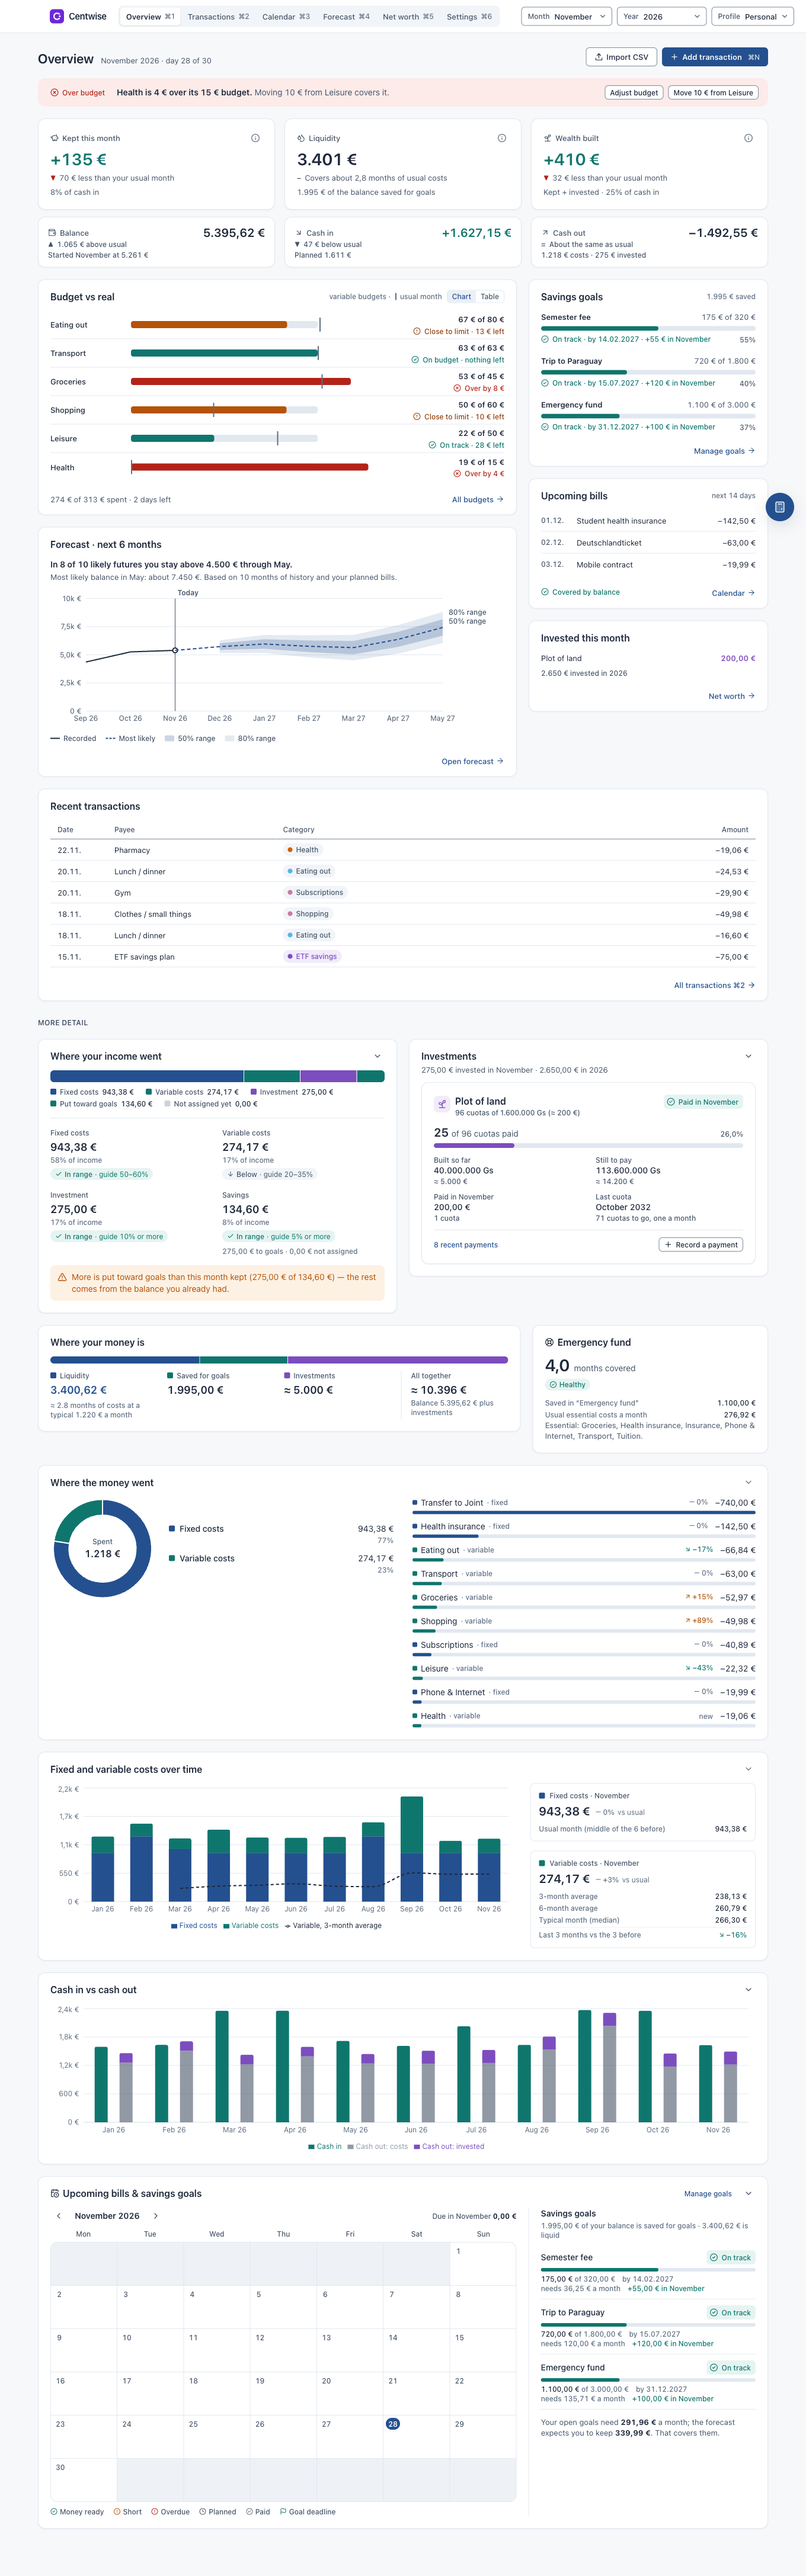 Centwise
Overview ⌘1 Transactions ⌘2 Calendar ⌘3 Forecast ⌘4 Net worth ⌘5 Settings ⌘6
Month November Year 2026 Profile Personal
Overview November 2026 · day 28 of 30
Import CSV + Add transaction ⌘N
Over budget Health is 4 € over its 15 € budget. Moving 10 € from Leisure covers it.
Adjust budget Move 10 € from Leisure
Kept this month
+135 €
▼ 70 € less than your usual month
8% of cash in
Liquidity
3.401 €
– Covers about 2,8 months of usual costs
1.995 € of the balance saved for goals
Wealth built
+410 €
▼ 32 € less than your usual month
Kept + invested · 25% of cash in
Balance 5.395,62 €
▲ 1.065 € above usual
Started November at 5.261 €
Cash in +1.627,15 €
▼ 47 € below usual
Planned 1.611 €
Cash out −1.492,55 €
= About the same as usual
1.218 € costs · 275 € invested
Budget vs real
variable budgets · | usual month Chart Table
Eating out 67 € of 80 €
Close to limit · 13 € left
Transport 63 € of 63 €
On budget · nothing left
Groceries 53 € of 45 €
Over by 8 €
Shopping 50 € of 60 €
Close to limit · 10 € left
Leisure 22 € of 50 €
On track · 28 € left
Health 19 € of 15 €
Over by 4 €
274 € of 313 € spent · 2 days left
All budgets →
Savings goals 1.995 € saved
Semester fee 175 € of 320 €
On track · by 14.02.2027 · +55 € in November 55%
Trip to Paraguay 720 € of 1.800 €
On track · by 15.07.2027 · +120 € in November 40%
Emergency fund 1.100 € of 3.000 €
On track · by 31.12.2027 · +100 € in November 37%
Manage goals →
Upcoming bills next 14 days
01.12. Student health insurance −142,50 €
02.12. Deutschlandticket −63,00 €
03.12. Mobile contract −19,99 €
Covered by balance Calendar →
Invested this month
Plot of land 200,00 €
2.650 € invested in 2026
Net worth →
Forecast · next 6 months
In 8 of 10 likely futures you stay above 4.500 € through May.
Most likely balance in May: about 7.450 €. Based on 10 months of history and your planned bills.
Today
10k €
7,5k €
5,0k €
2,5k €
0 €
80% range
50% range
Sep 26 Oct 26 Nov 26 Dec 26 Jan 27 Feb 27 Mar 27 Apr 27 May 27
Recorded Most likely 50% range 80% range
Open forecast →
Recent transactions
Date Payee Category Amount
22.11. Pharmacy Health −19,06 €
20.11. Lunch / dinner Eating out −24,53 €
20.11. Gym Subscriptions −29,90 €
18.11. Clothes / small things Shopping −49,98 €
18.11. Lunch / dinner Eating out −16,60 €
15.11. ETF savings plan ETF savings −75,00 €
All transactions ⌘2 →
MORE DETAIL
Where your income went
Fixed costs 943,38 € Variable costs 274,17 € Investment 275,00 €
Put toward goals 134,60 € Not assigned yet 0,00 €
Fixed costs
943,38 €
58% of income
In range · guide 50–60%
Variable costs
274,17 €
17% of income
Below · guide 20–35%
Investment
275,00 €
17% of income
In range · guide 10% or more
Savings
134,60 €
8% of income
In range · guide 5% or more
275,00 € to goals · 0,00 € not assigned
More is put toward goals than this month kept (275,00 € of 134,60 €) — the rest
comes from the balance you already had.
Investments
275,00 € invested in November · 2.650,00 € in 2026
Plot of land
96 cuotas of 1.600.000 Gs (≈ 200 €)
Paid in November
25 of 96 cuotas paid 26,0%
Built so far
40.000.000 Gs
≈ 5.000 €
Still to pay
113.600.000 Gs
≈ 14.200 €
Paid in November
200,00 €
1 cuota
Last cuota
October 2032
71 cuotas to go, one a month
8 recent payments + Record a payment
Where your money is
Liquidity
3.400,62 €
≈ 2.8 months of costs at a
typical 1.220 € a month
Saved for goals
1.995,00 €
Investments
≈ 5.000 €
All together
≈ 10.396 €
Balance 5.395,62 € plus
investments
Emergency fund
4,0 months covered
Healthy
Saved in "Emergency fund" 1.100,00 €
Usual essential costs a month 276,92 €
Essential: Groceries, Health insurance, Insurance, Phone &
Internet, Transport, Tuition.
Where the money went
Spent
1.218 €
Fixed costs 943,38 €
77%
Variable costs 274,17 €
23%
Transfer to Joint · fixed — 0% −740,00 €
Health insurance · fixed — 0% −142,50 €
Eating out · variable ↘ −17% −66,84 €
Transport · variable — 0% −63,00 €
Groceries · variable ↗ +15% −52,97 €
Shopping · variable ↗ +89% −49,98 €
Subscriptions · fixed — 0% −40,89 €
Leisure · variable ↘ −43% −22,32 €
Phone & Internet · fixed — 0% −19,99 €
Health · variable new −19,06 €
Fixed and variable costs over time
2,2k €
1,7k €
1,1k €
550 €
0 €
Jan 26 Feb 26 Mar 26 Apr 26 May 26 Jun 26 Jul 26 Aug 26 Sep 26 Oct 26 Nov 26
Fixed costs Variable costs Variable, 3-month average
Fixed costs · November
943,38 € — 0% vs usual
Usual month (middle of the 6 before) 943,38 €
Variable costs · November
274,17 € — +3% vs usual
3-month average 238,13 €
6-month average 260,79 €
Typical month (median) 266,30 €
Last 3 months vs the 3 before ↘ −16%
Cash in vs cash out
2,4k €
1,8k €
1,2k €
600 €
0 €
Jan 26 Feb 26 Mar 26 Apr 26 May 26 Jun 26 Jul 26 Aug 26 Sep 26 Oct 26 Nov 26
Cash in Cash out: costs Cash out: invested
Upcoming bills & savings goals Manage goals
November 2026 Due in November 0,00 €
Mon Tue Wed Thu Fri Sat Sun
1
2 3 4 5 6 7 8
9 10 11 12 13 14 15
16 17 18 19 20 21 22
23 24 25 26 27 28 29
30
Money ready Short Overdue Planned Paid Goal deadline
Savings goals
1.995,00 € of your balance is saved for goals · 3.400,62 € is
liquid
Semester fee On track
175,00 € of 320,00 € by 14.02.2027
needs 36,25 € a month +55,00 € in November
Trip to Paraguay On track
720,00 € of 1.800,00 € by 15.07.2027
needs 120,00 € a month +120,00 € in November
Emergency fund On track
1.100,00 € of 3.000,00 € by 31.12.2027
needs 135,71 € a month +100,00 € in November
Your open goals need 291,96 € a month; the forecast
expects you to keep 339,99 €. That covers them.